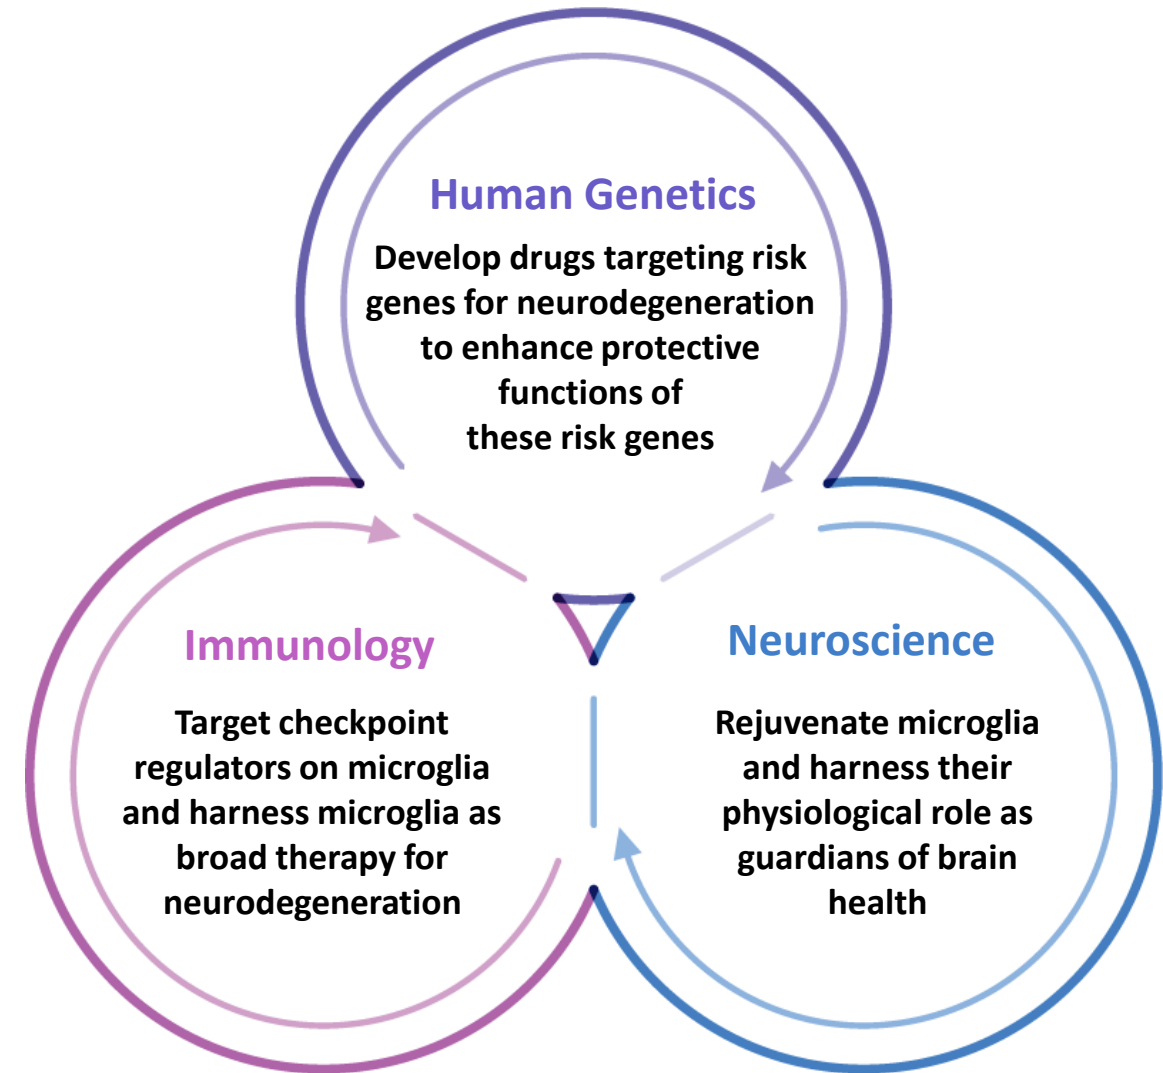 Human Genetics
Develop drugs targeting risk
genes for neurodegeneration
to enhance protective
functions of
these risk genes
Immunology
Target checkpoint
regulators on microglia
and harness microglia as
broad therapy for
neurodegeneration
Neuroscience
Rejuvenate microglia
and harness their
physiological role as
guardians of brain
health